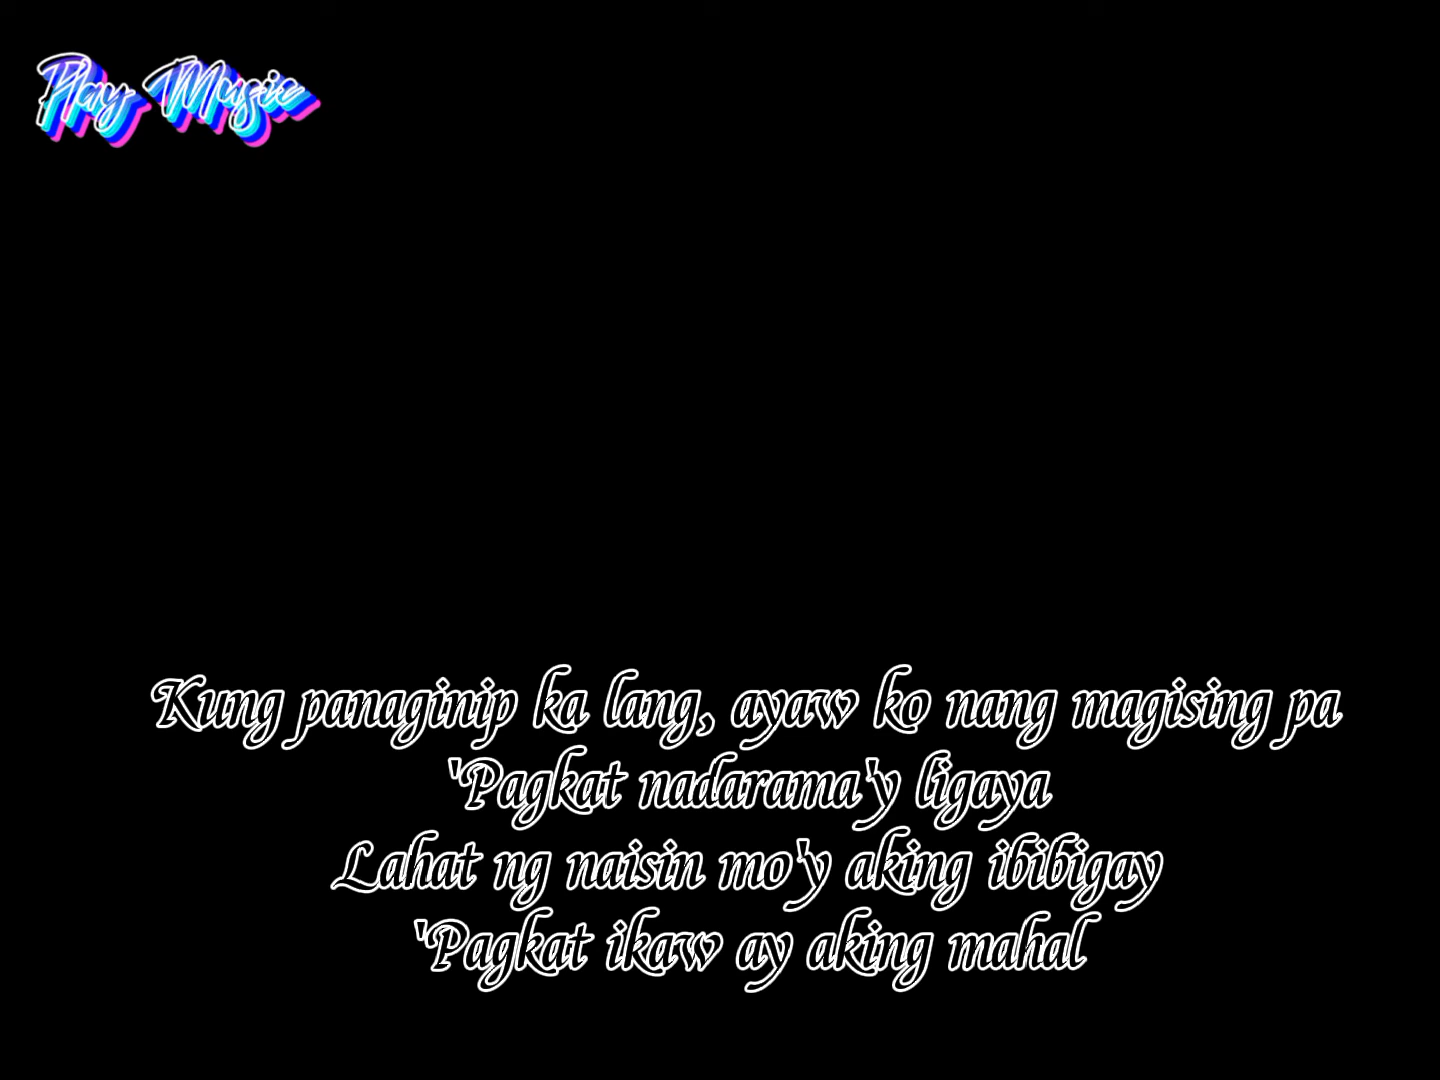 Play Music
Kung panaginip ka lang, ayaw ko nang magising pa
'Pagkat nadarama'y ligaya
Lahat ng naisin mo'y aking ibibigay
'Pagkat ikaw ay aking mahal